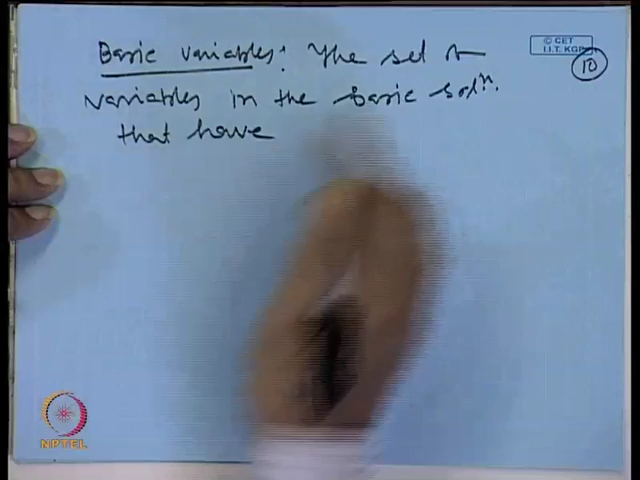 Basic variables: The set of
© CET
I.I.T. KGP
10
variables in the basic solⁿ.
that have
NPTEL